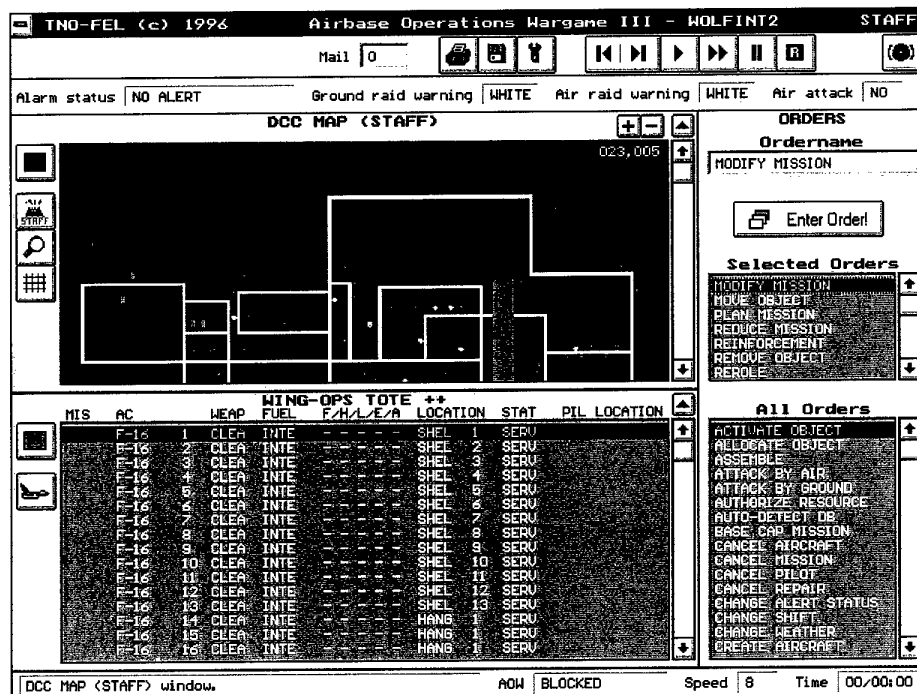 TNO-FEL (c) 1996 Airbase Operations Wargame III - WOLFINT2 STAFF
Mail 0 R
Alarm status NO ALERT Ground raid warning WHITE Air raid warning WHITE Air attack NO
DCC MAP (STAFF)
023,005
STAFF
ORDERS
Ordername
MODIFY MISSION
Enter Order!
Selected Orders
MODIFY MISSION
MOVE OBJECT
PLAN MISSION
REDUCE MISSION
REINFORCEMENT
REMOVE OBJECT
REROLE
WING-OPS TOTE ++
MIS AC WEAP FUEL F/H/L/E/A LOCATION STAT PIL LOCATION
F-16 1 CLEA INTE - - - - - SHEL 1 SERV
F-16 2 CLEA INTE - - - - - SHEL 2 SERV
F-16 3 CLEA INTE - - - - - SHEL 3 SERV
F-16 4 CLEA INTE - - - - - SHEL 4 SERV
F-16 5 CLEA INTE - - - - - SHEL 5 SERV
F-16 6 CLEA INTE - - - - - SHEL 6 SERV
F-16 7 CLEA INTE - - - - - SHEL 7 SERV
F-16 8 CLEA INTE - - - - - SHEL 8 SERV
F-16 9 CLEA INTE - - - - - SHEL 9 SERV
F-16 10 CLEA INTE - - - - - SHEL 10 SERV
F-16 11 CLEA INTE - - - - - SHEL 11 SERV
F-16 12 CLEA INTE - - - - - SHEL 12 SERV
F-16 13 CLEA INTE - - - - - SHEL 13 SERV
F-16 14 CLEA INTE - - - - - HANG 1 SERV
F-16 15 CLEA INTE - - - - - HANG 1 SERV
F-16 16 CLEA INTE - - - - - HANG 1 SERV
All Orders
ACTIVATE OBJECT
ALLOCATE OBJECT
ASSEMBLE
ATTACK BY AIR
ATTACK BY GROUND
AUTHORIZE RESOURCE
AUTO-DETECT DB
BASE CAP MISSION
CANCEL AIRCRAFT
CANCEL MISSION
CANCEL PILOT
CANCEL REPAIR
CHANGE ALERT STATUS
CHANGE SHIFT
CHANGE WEATHER
CREATE AIRCRAFT
DCC MAP (STAFF) window. AOW BLOCKED Speed 8 Time 00/00:00